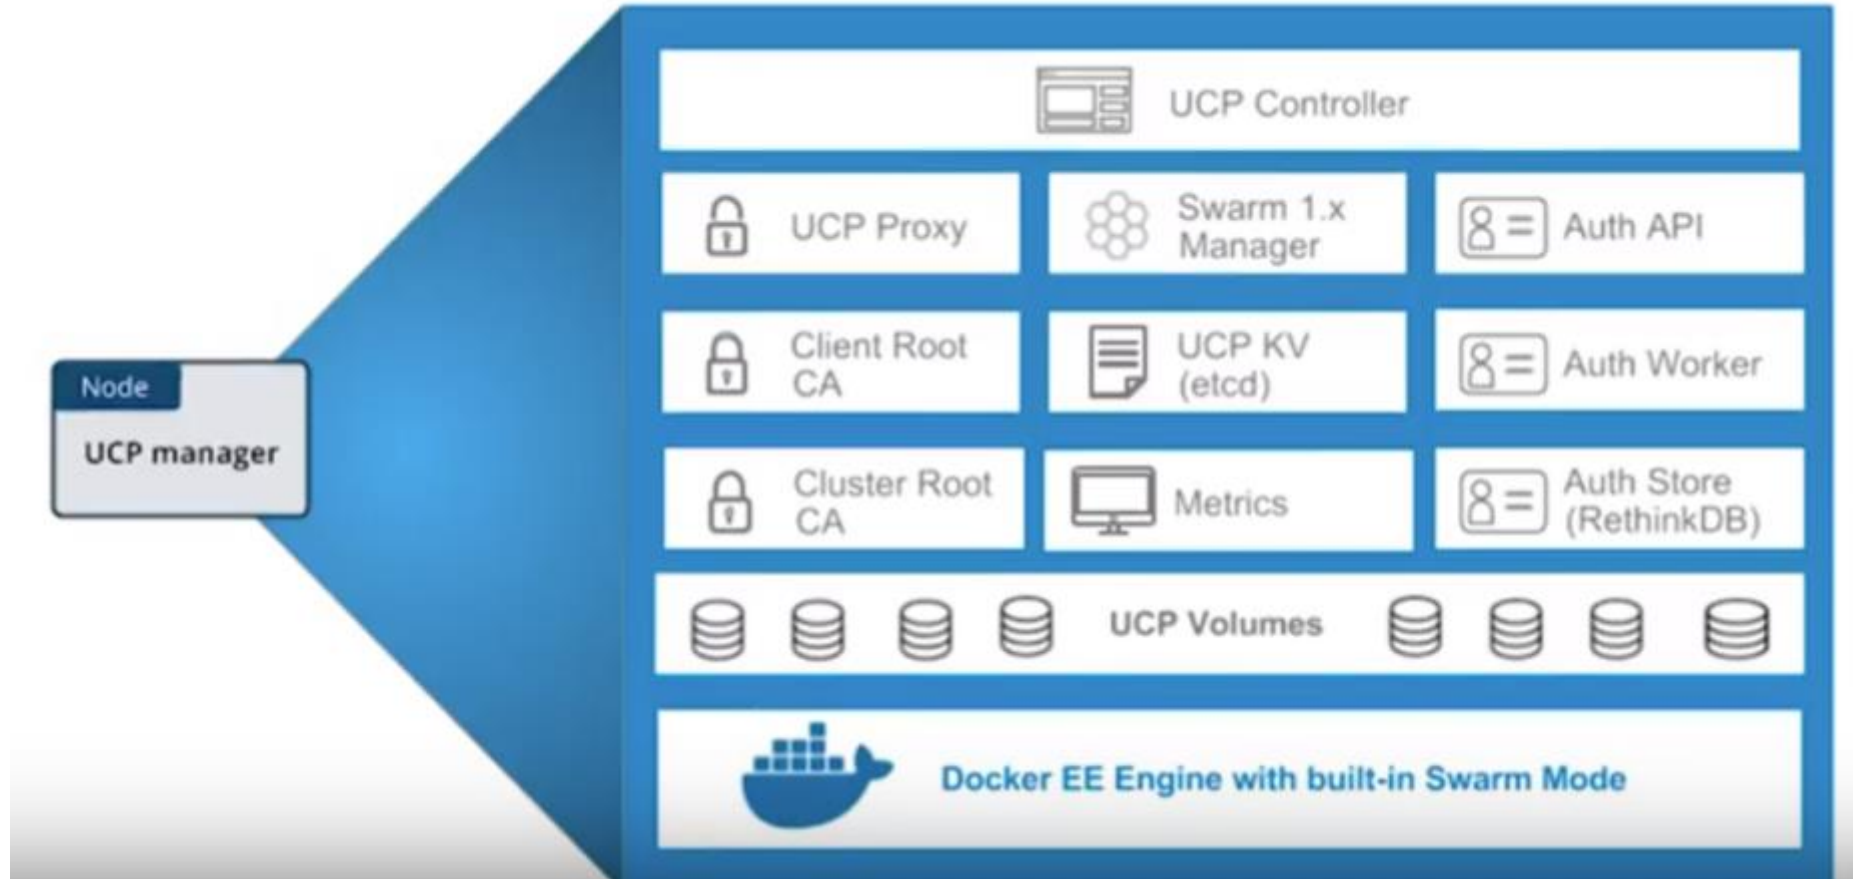 UCP Controller
UCP Proxy
Swarm 1.x
Manager
Auth API
Node
UCP manager
Client Root
CA
UCP KV
(etcd)
Auth Worker
Cluster Root
CA
Metrics
Auth Store
(RethinkDB)
UCP Volumes
Docker EE Engine with built-in Swarm Mode